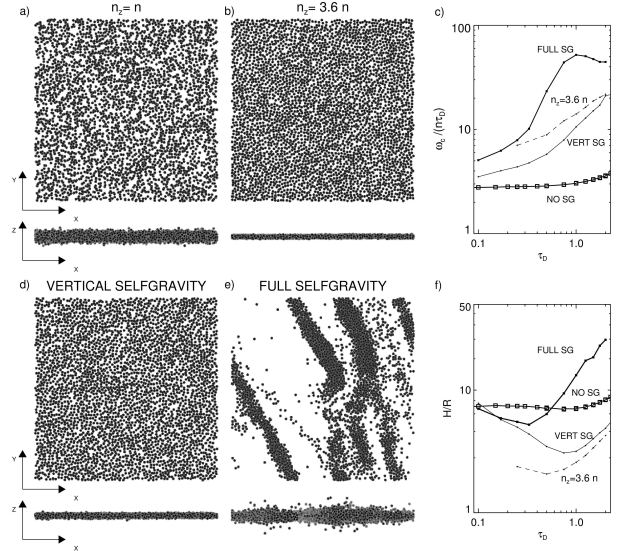 a) n_z = n
b) n_z = 3.6 n
c)
Y
X
Z
X
100
10
1
ω_c /(nτ_D)
FULL SG
n_z=3.6 n
VERT SG
NO SG
0.1
1.0
τ_D
d) VERTICAL SELFGRAVITY
e) FULL SELFGRAVITY
f)
Y
X
Z
X
50
10
1
H/R
FULL SG
NO SG
VERT SG
n_z=3.6 n
0.1
1.0
τ_D